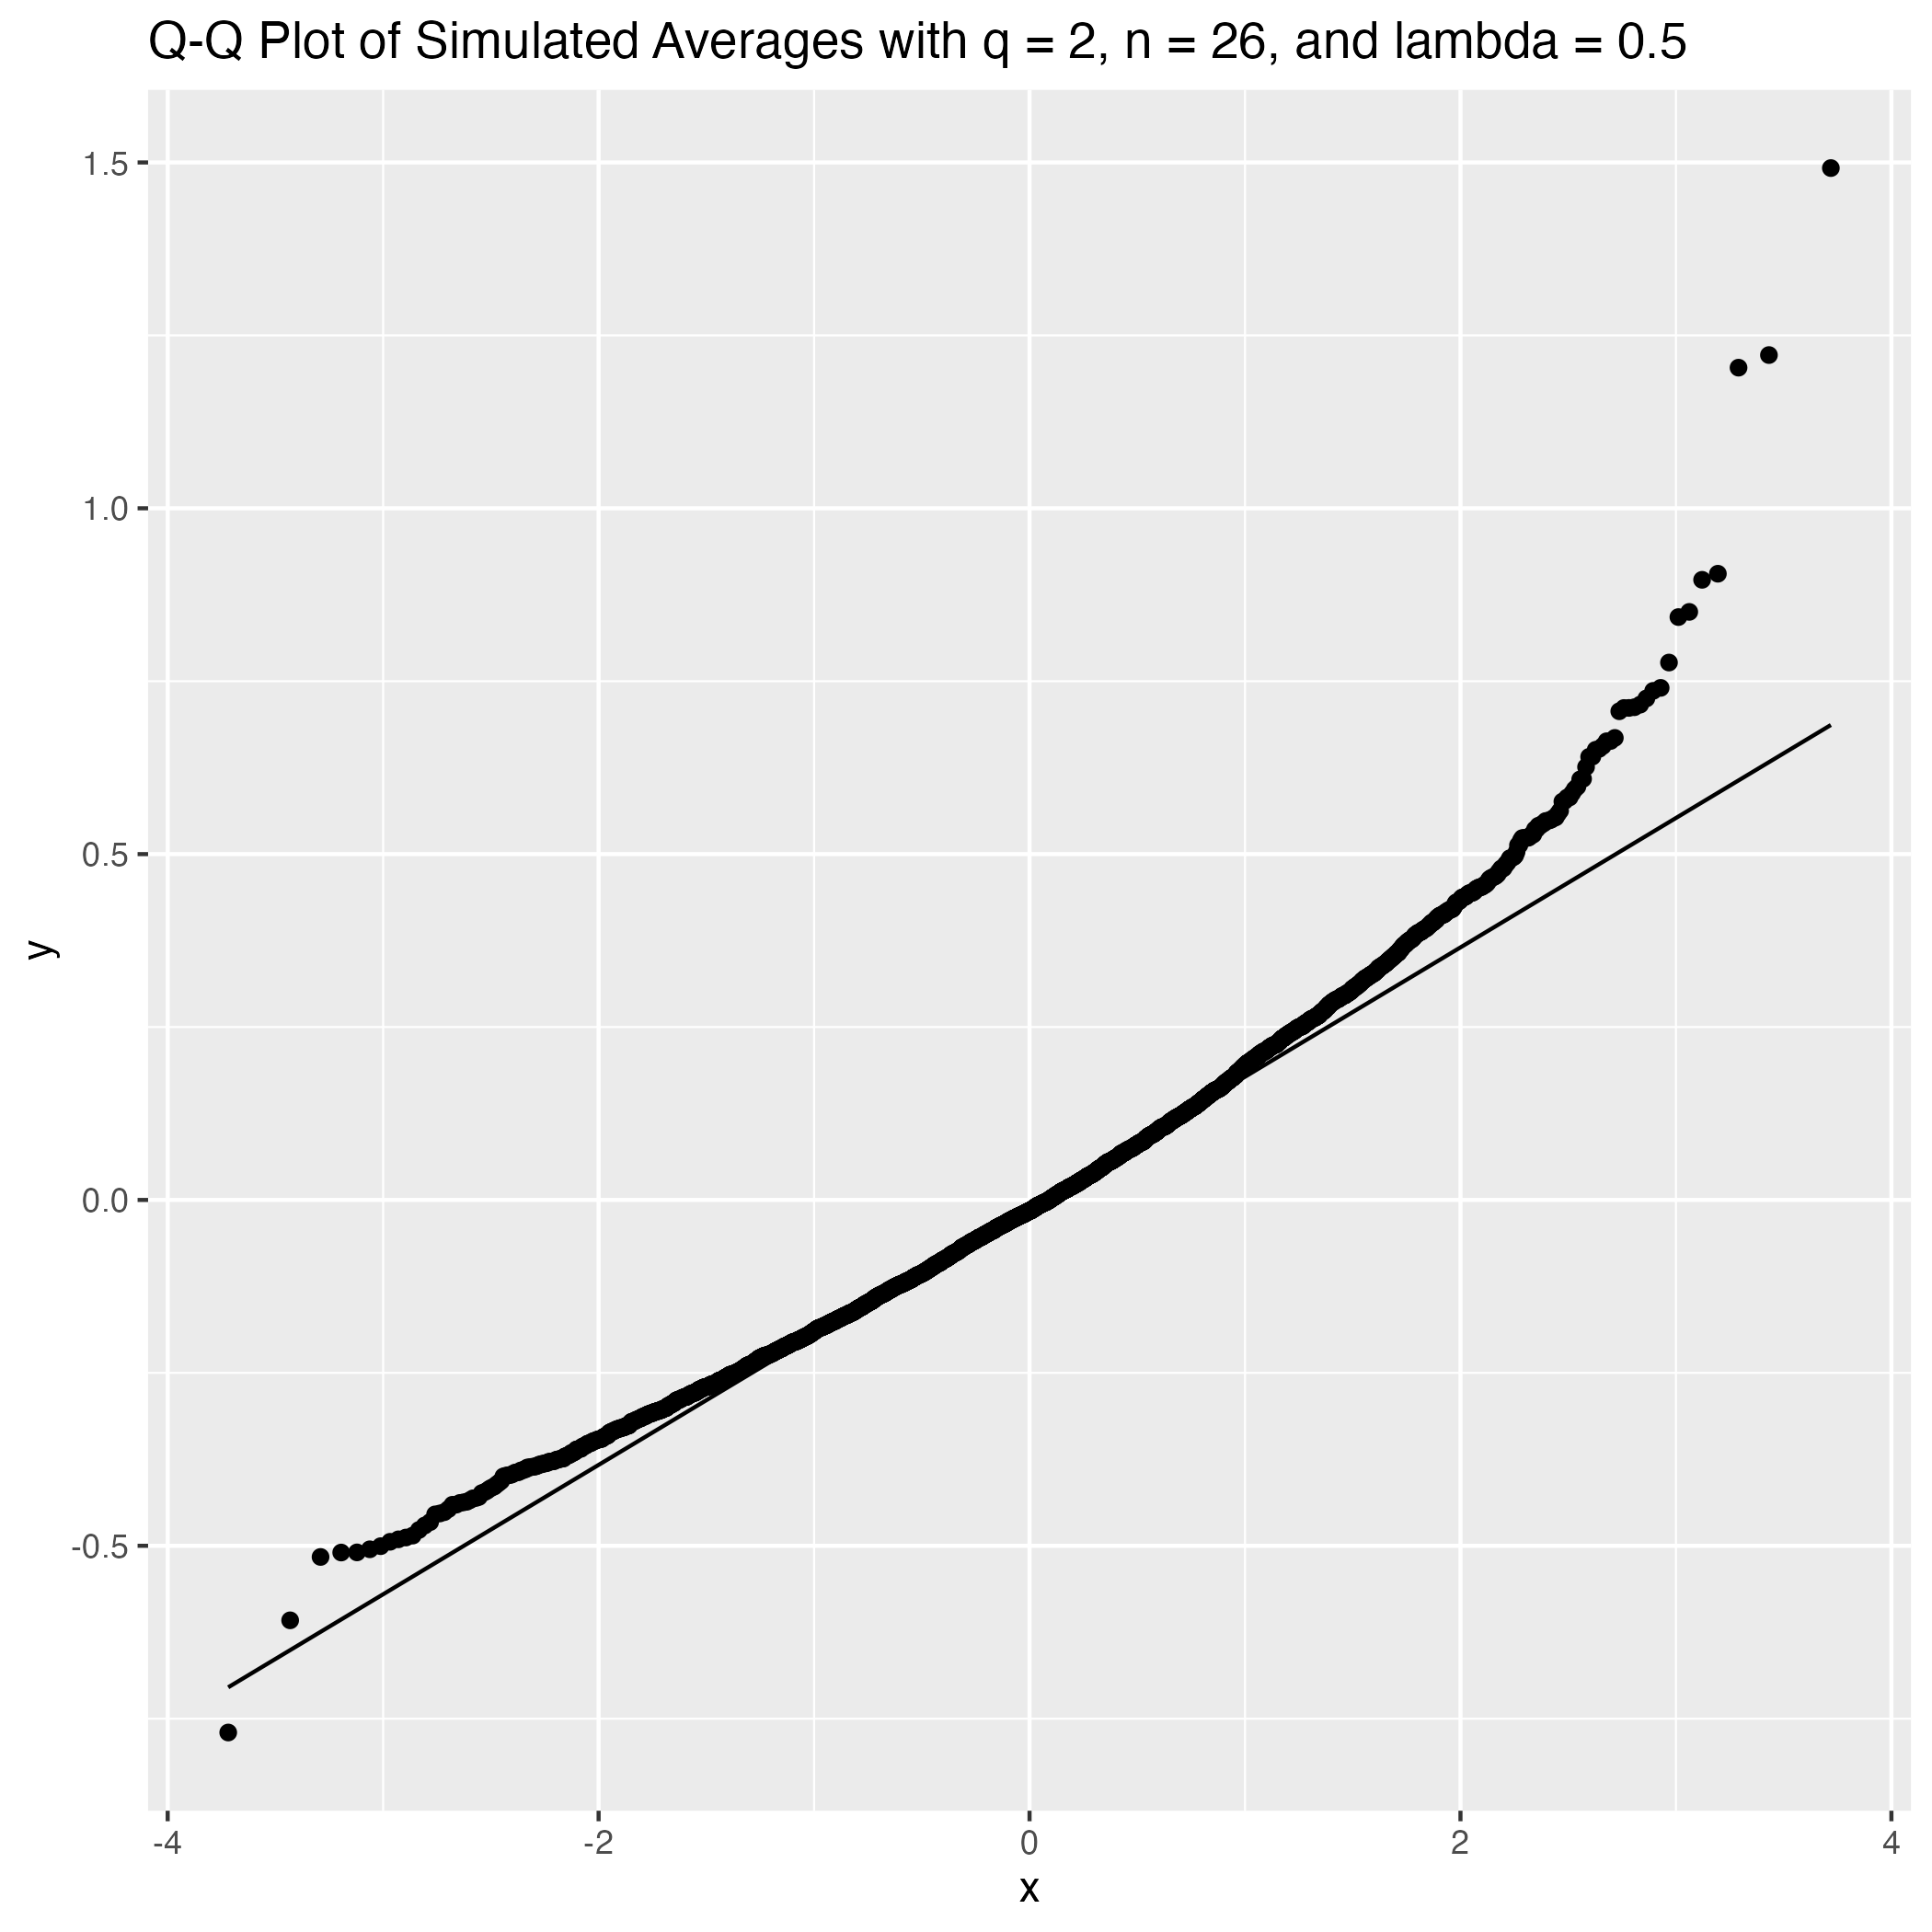 Q-Q Plot of Simulated Averages with q = 2, n = 26, and lambda = 0.5
1.5
1.0
0.5
0.0
-0.5
y
-4 -2 0 2 4
x